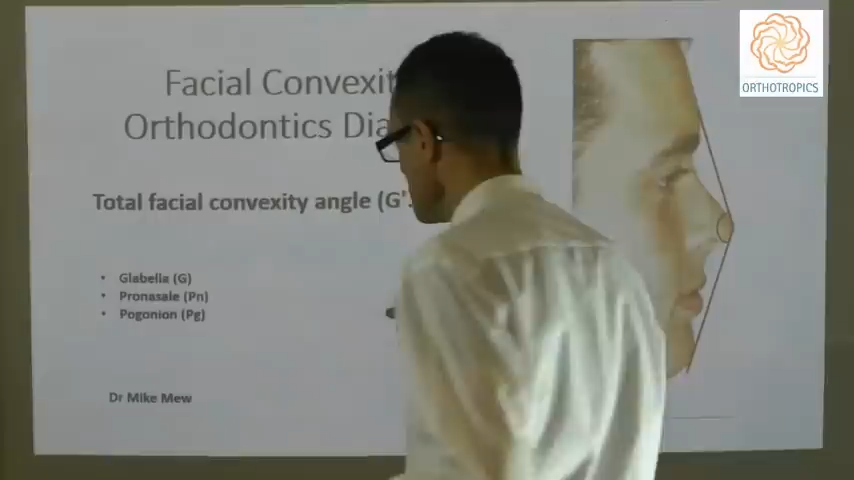 Facial Convexit
Orthodontics Dia
Total facial convexity angle (G'.
• Glabella (G)
• Pronasale (Pn)
• Pogonion (Pg)
Dr Mike Mew
ORTHOTROPICS